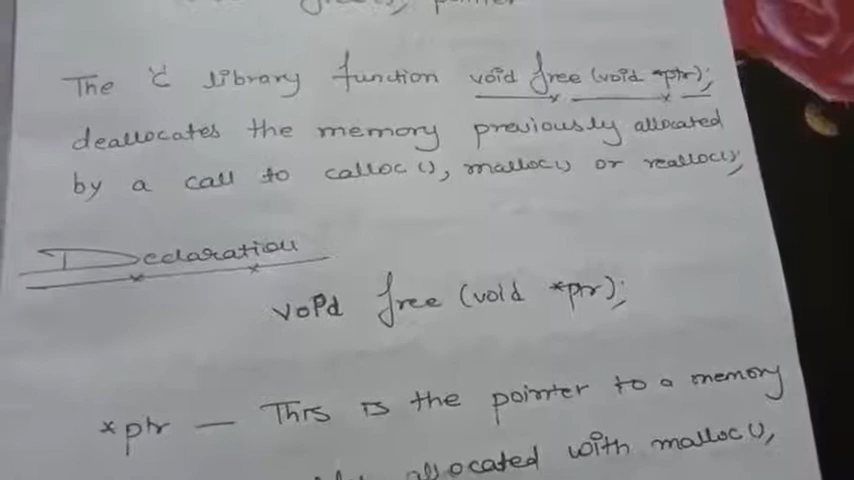 The 'C' library function void free (void *ptr);
deallocates the memory previously allocated
by a call to calloc(), malloc() or realloc();
Declaration
void free (void *ptr);
*ptr — This is the pointer to a memory
allocated with malloc(),